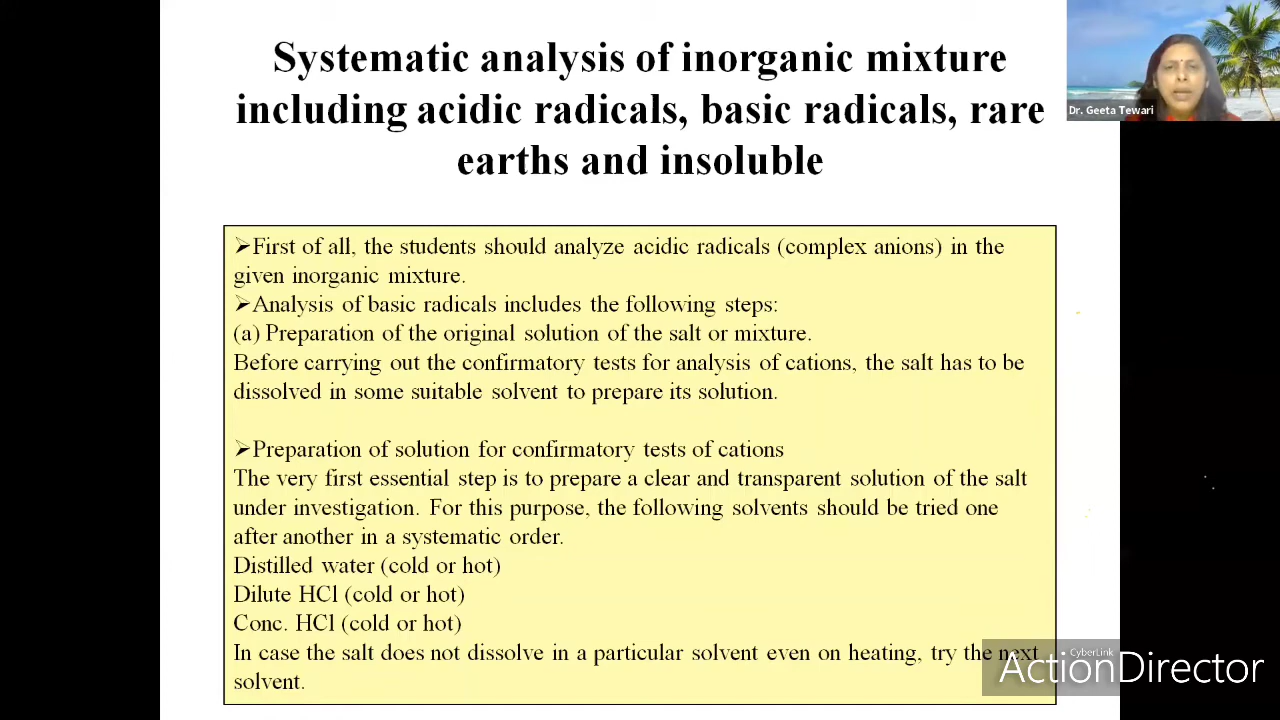 Systematic analysis of inorganic mixture
including acidic radicals, basic radicals, rare
earths and insoluble
Dr. Geeta Tewari
➢First of all, the students should analyze acidic radicals (complex anions) in the
given inorganic mixture.
➢Analysis of basic radicals includes the following steps:
(a) Preparation of the original solution of the salt or mixture.
Before carrying out the confirmatory tests for analysis of cations, the salt has to be
dissolved in some suitable solvent to prepare its solution.
➢Preparation of solution for confirmatory tests of cations
The very first essential step is to prepare a clear and transparent solution of the salt
under investigation. For this purpose, the following solvents should be tried one
after another in a systematic order.
Distilled water (cold or hot)
Dilute HCl (cold or hot)
Conc. HCl (cold or hot)
In case the salt does not dissolve in a particular solvent even on heating, try the next
solvent.
CyberLink
ActionDirector